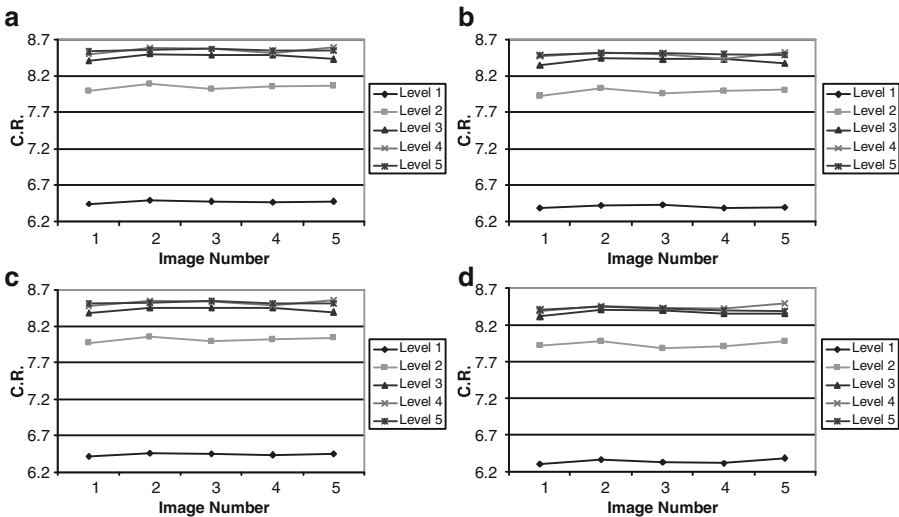 a
8.7
8.2
7.7
7.2
6.7
6.2
C.R.
1 2 3 4 5
Image Number
Level 1
Level 2
Level 3
Level 4
Level 5
b
8.7
8.2
7.7
7.2
6.7
6.2
C.R.
1 2 3 4 5
Image Number
Level 1
Level 2
Level 3
Level 4
Level 5
c
8.7
8.2
7.7
7.2
6.7
6.2
C.R.
1 2 3 4 5
Image Number
Level 1
Level 2
Level 3
Level 4
Level 5
d
8.7
8.2
7.7
7.2
6.7
6.2
C.R.
1 2 3 4 5
Image Number
Level 1
Level 2
Level 3
Level 4
Level 5